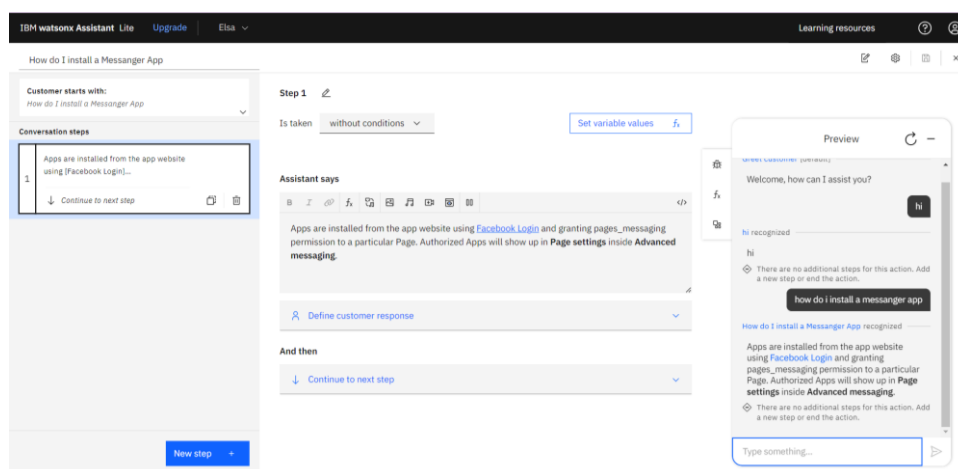 IBM watsonx Assistant Lite Upgrade Elsa Learning resources
How do I install a Messanger App
Customer starts with:
How do I install a Messanger App
Conversation steps
1
Apps are installed from the app website
using [Facebook Login]...
Continue to next step
New step +
Step 1
Is taken without conditions Set variable values fx
Assistant says
B I fx </>
Apps are installed from the app website using Facebook Login and granting pages_messaging
permission to a particular Page. Authorized Apps will show up in Page settings inside Advanced
messaging.
Define customer response
And then
Continue to next step
fx
Preview
Greet customer [default]
Welcome, how can I assist you?
hi
hi recognized
hi
There are no additional steps for this action. Add
a new step or end the action.
how do i install a messanger app
How do I install a Messanger App recognized
Apps are installed from the app website
using Facebook Login and granting
pages_messaging permission to a particular
Page. Authorized Apps will show up in Page
settings inside Advanced messaging.
There are no additional steps for this action. Add
a new step or end the action.
Type something...